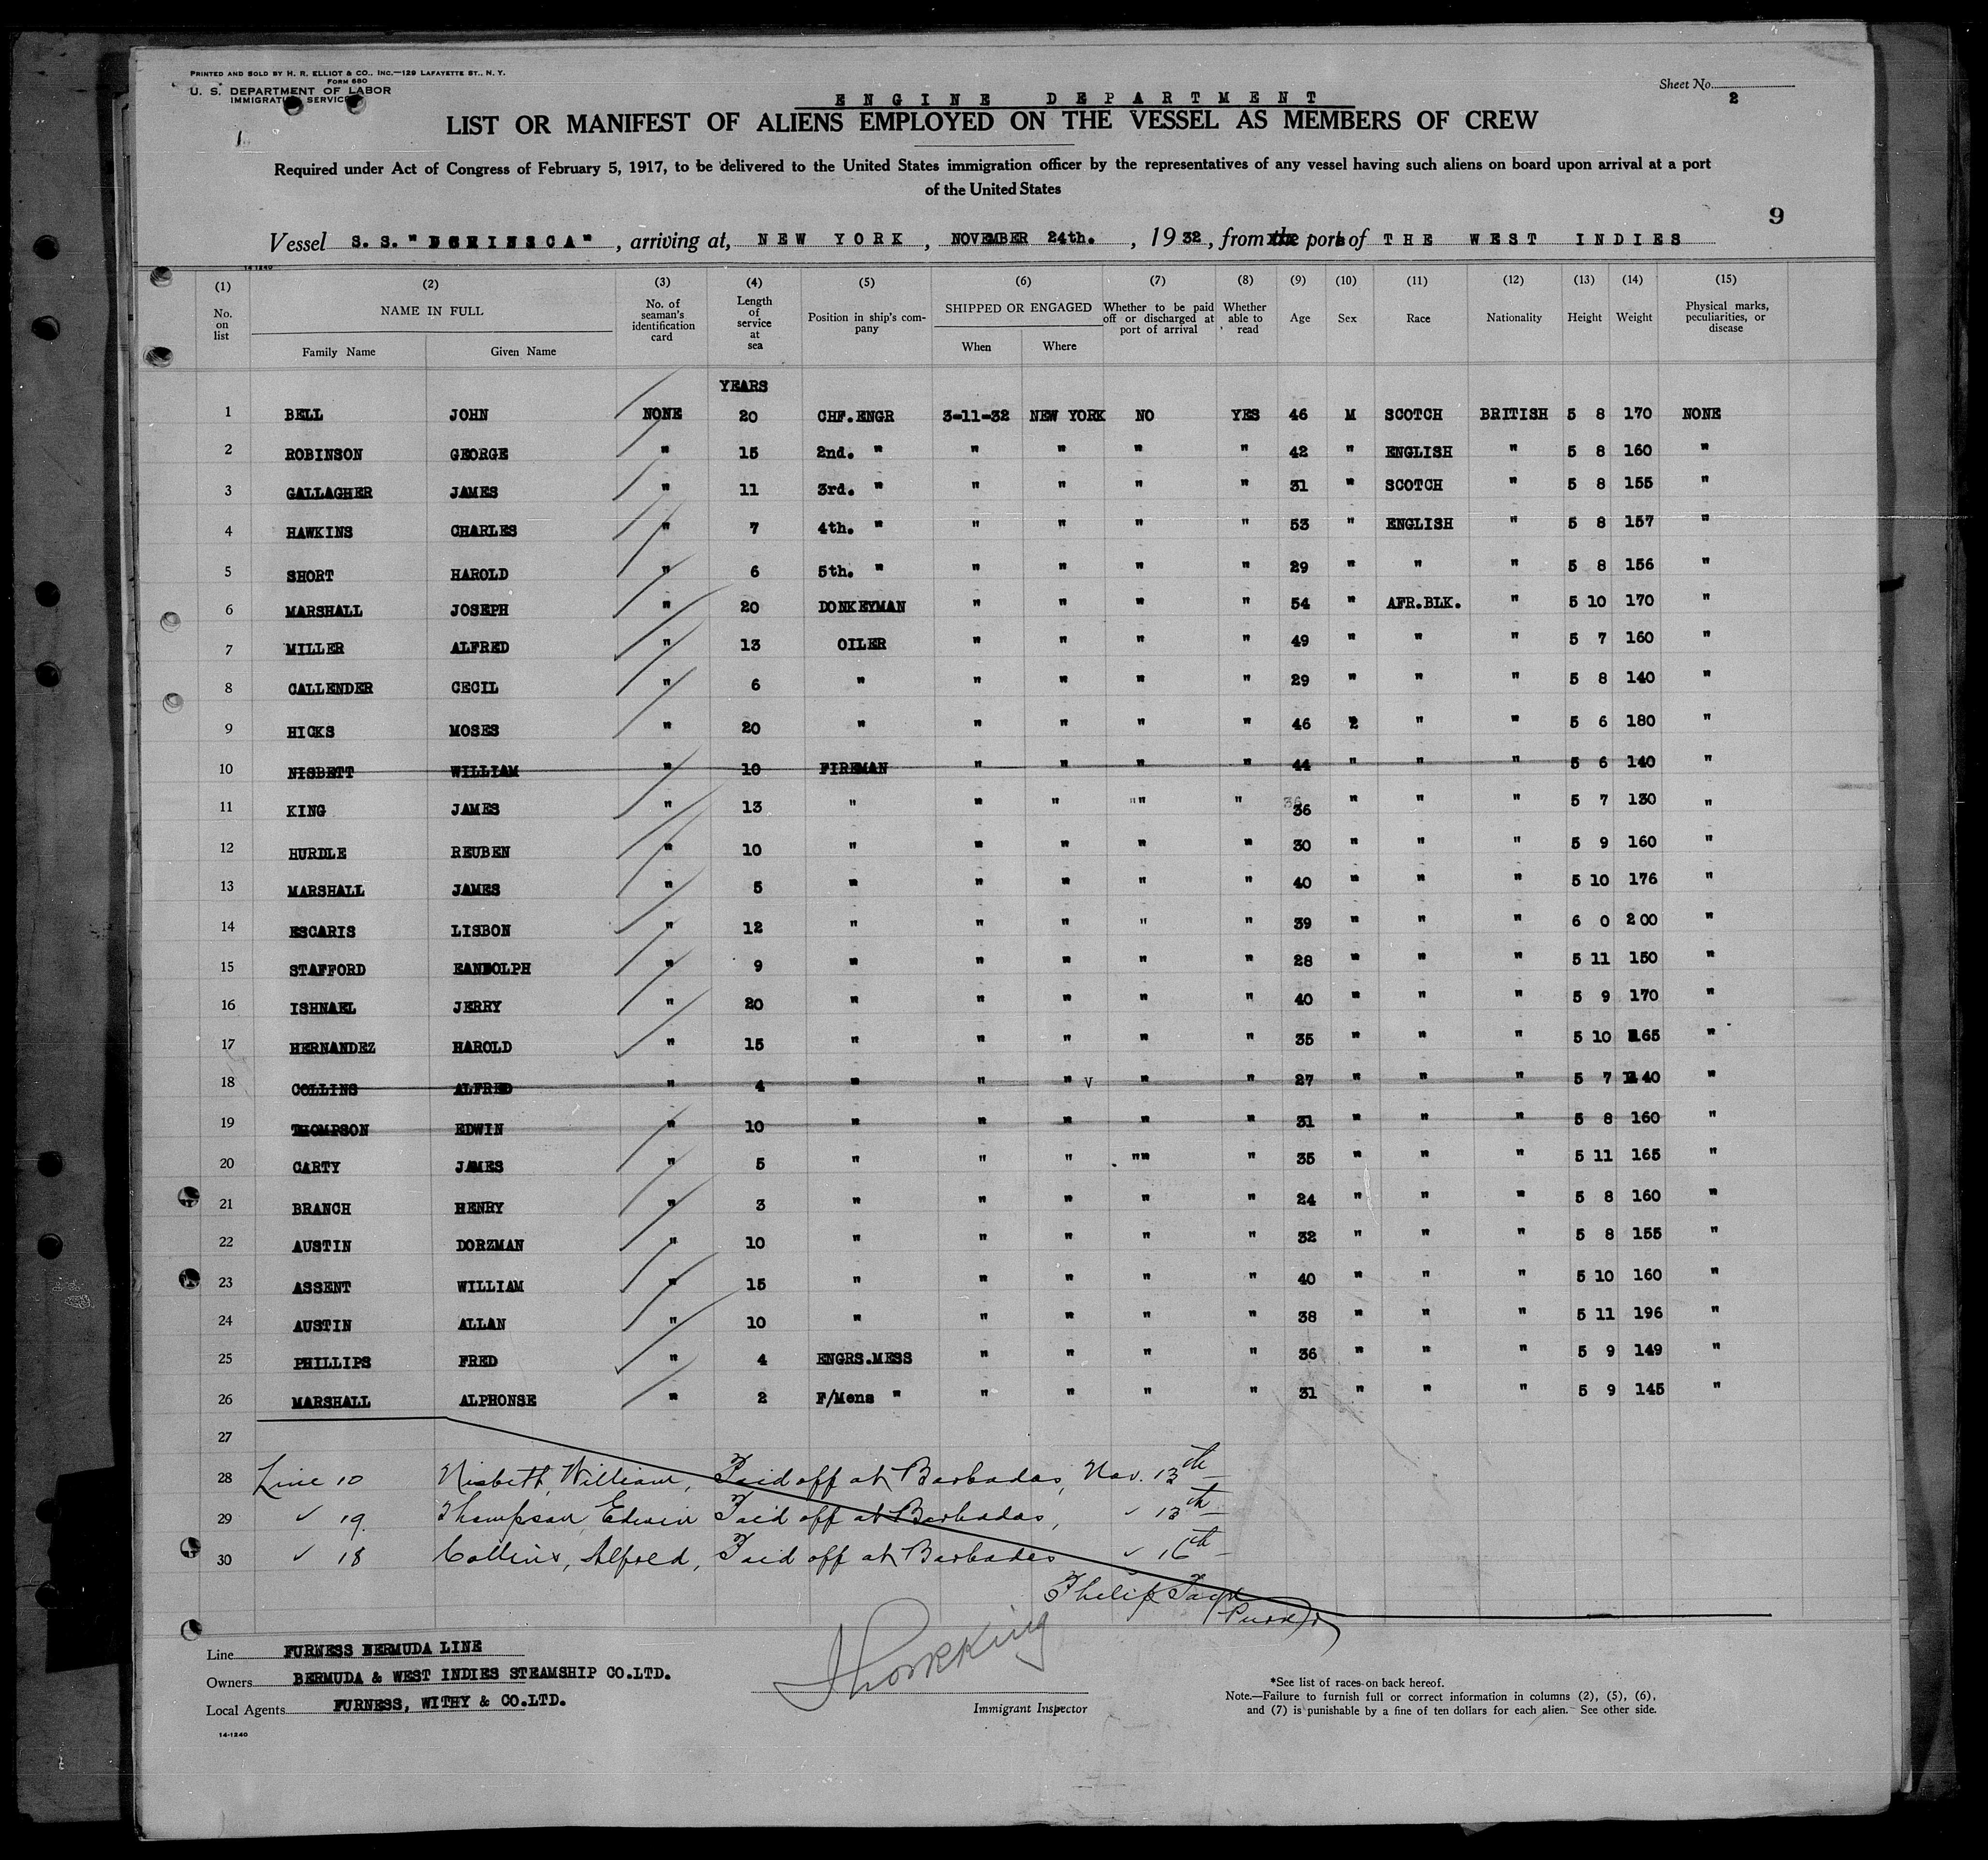 PRINTED AND SOLD BY H. R. ELLIOT & CO., INC.—129 LAFAYETTE ST., N. Y.
FORM 680
U. S. DEPARTMENT OF LABOR
IMMIGRATION SERVICE
Sheet No.
2
1
ENGINE DEPARTMENT
LIST OR MANIFEST OF ALIENS EMPLOYED ON THE VESSEL AS MEMBERS OF CREW
Required under Act of Congress of February 5, 1917, to be delivered to the United States immigration officer by the representatives of any vessel having such aliens on board upon arrival at a port
of the United States
9
Vessel S. S. , arriving at, NEW YORK, NOVEMBER 24th., 1932, from the ports of THE WEST INDIES
14-1240
(1) No. on list (2) NAME IN FULL Family Name Given Name (3) No. of seaman's identification card (4) Length of service at sea (5) Position in ship's company (6) SHIPPED OR ENGAGED When Where (7) Whether to be paid off or discharged at port of arrival (8) Whether able to read (9) Age (10) Sex (11) Race (12) Nationality (13) Height (14) Weight (15) Physical marks, peculiarities, or disease
YEARS
1 BELL JOHN NONE 20 CHF.ENGR 3-11-32 NEW YORK NO YES 46 M SCOTCH BRITISH 5 8 170 NONE
2 ROBINSON GEORGE " 15 2nd. " " " " " 42 " ENGLISH " 5 8 160 "
3 GALLAGHER JAMES " 11 3rd. " " " " " 31 " SCOTCH " 5 8 155 "
4 HAWKINS CHARLES " 7 4th. " " " " " 53 " ENGLISH " 5 8 157 "
5 SHORT HAROLD " 6 5th. " " " " " 29 " " " 5 8 156 "
6 MARSHALL JOSEPH " 20 DONKEYMAN " " " " 54 " AFR.BLK. " 5 10 170 "
7 MILLER ALFRED " 13 OILER " " " " 49 " " " 5 7 160 "
8 CALLENDER CECIL " 6 " " " " " 29 " " " 5 8 140 "
9 HICKS MOSES " 20 " " " " " 46 2 " " 5 6 180 "
10 NISBETT WILLIAM " 10 FIREMAN " " " " 44 " " " 5 6 140 "
11 KING JAMES " 13 " " " "" " 36 " " " 5 7 130 "
12 HURDLE REUBEN " 10 " " " " " 30 " " " 5 9 160 "
13 MARSHALL JAMES " 5 " " " " " 40 " " " 5 10 176 "
14 ESCARIS LISBON " 12 " " " " " 39 " " " 6 0 200 "
15 STAFFORD RANDOLPH " 9 " " " " " 28 " " " 5 11 150 "
16 ISHNAEL JERRY " 20 " " " " " 40 " " " 5 9 170 "
17 HERNANDEZ HAROLD " 15 " " " " " 35 " " " 5 10 165 "
18 COLLINS ALFRED " 4 " " " V " " 27 " " " 5 7 140 "
19 THOMPSON EDWIN " 10 " " " " " 31 " " " 5 8 160 "
20 CARTY JAMES " 5 " " " "" " 35 " " " 5 11 165 "
21 BRANCH HENRY " 3 " " " " " 24 " " " 5 8 160 "
22 AUSTIN DORZMAN " 10 " " " " " 32 " " " 5 8 155 "
23 ASSENT WILLIAM " 15 " " " " " 40 " " " 5 10 160 "
24 AUSTIN ALLAN " 10 " " " " " 38 " " " 5 11 196 "
25 PHILLIPS FRED " 4 ENGRS.MESS " " " " 36 " " " 5 9 149 "
26 MARSHALL ALPHONSE " 2 F/Mens " " " " " 31 " " " 5 9 145 "
27
28 Line 10 Nisbett, William, Paid off at Barbados, Nov. 13th
29 ✓ 19 Thompson, Edwin Paid off at Barbados, ✓ 13th
30 ✓ 18 Collins, Alfred, Paid off at Barbados ✓ 16th
Philip
(Purser)
Line FURNESS BERMUDA LINE
Owners BERMUDA & WEST INDIES STEAMSHIP CO.LTD.
Local Agents FURNESS, WITHY & CO.LTD.
14-1240
Immigrant Inspector
*See list of races on back hereof.
Note.—Failure to furnish full or correct information in columns (2), (5), (6),
and (7) is punishable by a fine of ten dollars for each alien. See other side.